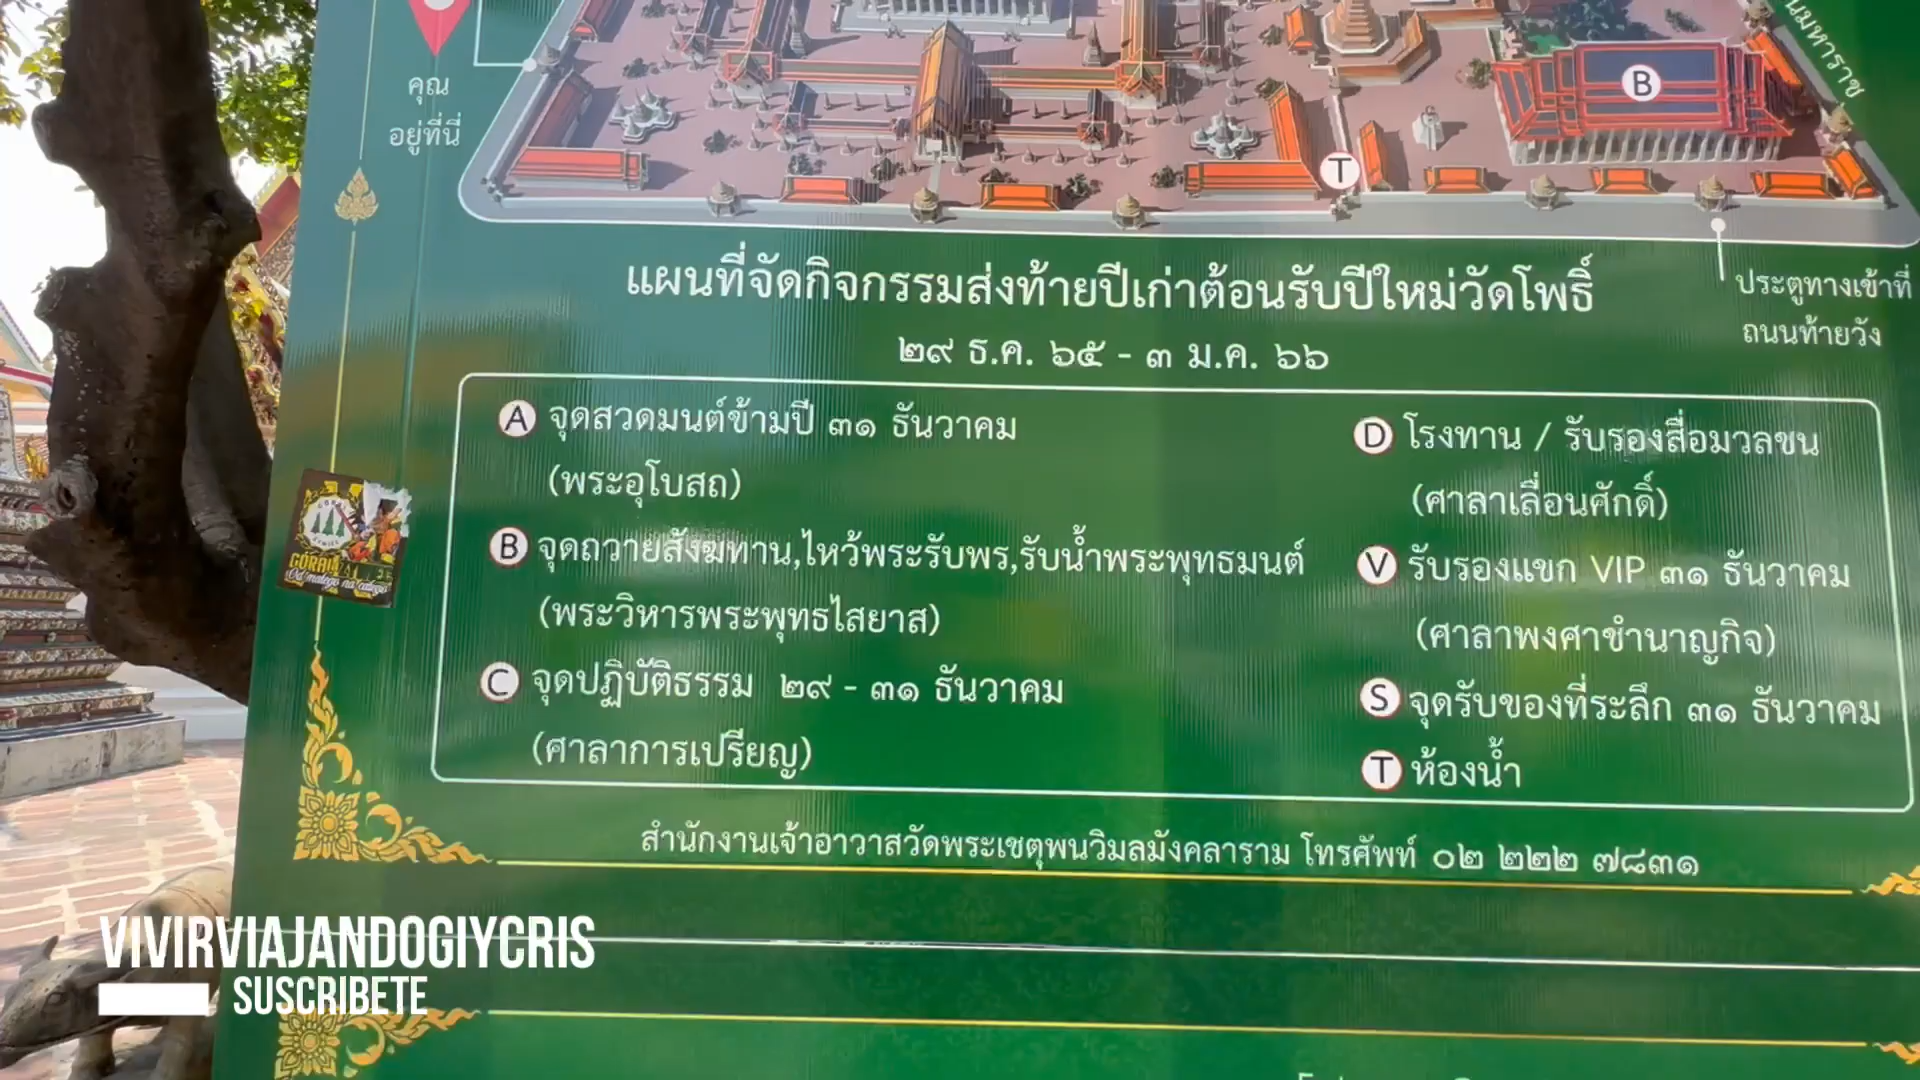 คุณ
อยู่ที่นี่
B
T
แผนที่จัดกิจกรรมส่งท้ายปีเก่าต้อนรับปีใหม่วัดโพธิ์
๒๙ ธ.ค. ๖๕ - ๓ ม.ค. ๖๖
ประตูทางเข้าที่
ถนนท้ายวัง
A จุดสวดมนต์ข้ามปี ๓๑ ธันวาคม
(พระอุโบสถ)
B จุดถวายสังฆทาน,ไหว้พระรับพร,รับน้ำพระพุทธมนต์
(พระวิหารพระพุทธไสยาส)
C จุดปฏิบัติธรรม ๒๙ - ๓๑ ธันวาคม
(ศาลาการเปรียญ)
D โรงทาน / รับรองสื่อมวลชน
(ศาลาเลื่อนศักดิ์)
V รับรองแขก VIP ๓๑ ธันวาคม
(ศาลาพงศาชำนาญกิจ)
S จุดรับของที่ระลึก ๓๑ ธันวาคม
T ห้องน้ำ
สำนักงานเจ้าอาวาสวัดพระเชตุพนวิมลมังคลาราม โทรศัพท์ ๐๒ ๒๒๒ ๗๘๓๑
VIVIRVIAJANDOGIYCRIS
SUSCRIBETE